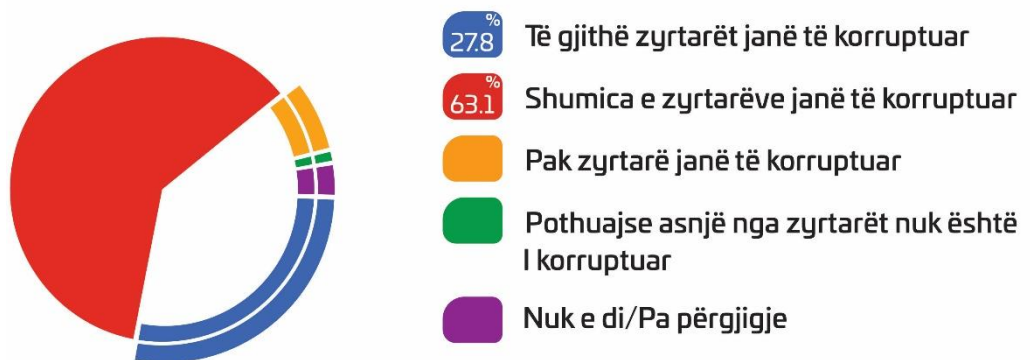 %
27.8 Të gjithë zyrtarët janë të korruptuar
%
63.1 Shumica e zyrtarëve janë të korruptuar
Pak zyrtarë janë të korruptuar
Pothuajse asnjë nga zyrtarët nuk është
I korruptuar
Nuk e di/Pa përgjigje